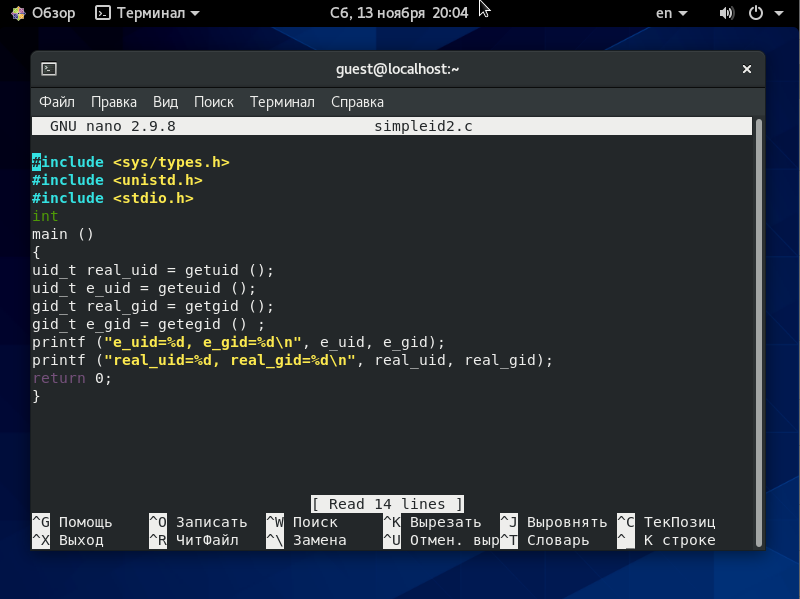 Обзор Терминал Сб, 13 ноября 20:04 en
guest@localhost:~
Файл Правка Вид Поиск Терминал Справка
GNU nano 2.9.8 simpleid2.c
#include <sys/types.h>
#include <unistd.h>
#include <stdio.h>
int
main ()
{
uid_t real_uid = getuid ();
uid_t e_uid = geteuid ();
gid_t real_gid = getgid ();
gid_t e_gid = getegid () ;
printf ("e_uid=%d, e_gid=%d\n", e_uid, e_gid);
printf ("real_uid=%d, real_gid=%d\n", real_uid, real_gid);
return 0;
}
[ Read 14 lines ]
^G Помощь ^O Записать ^W Поиск ^K Вырезать ^J Выровнять ^C ТекПозиц
^X Выход ^R ЧитФайл ^\ Замена ^U Отмен. выр^T Словарь ^_ К строке